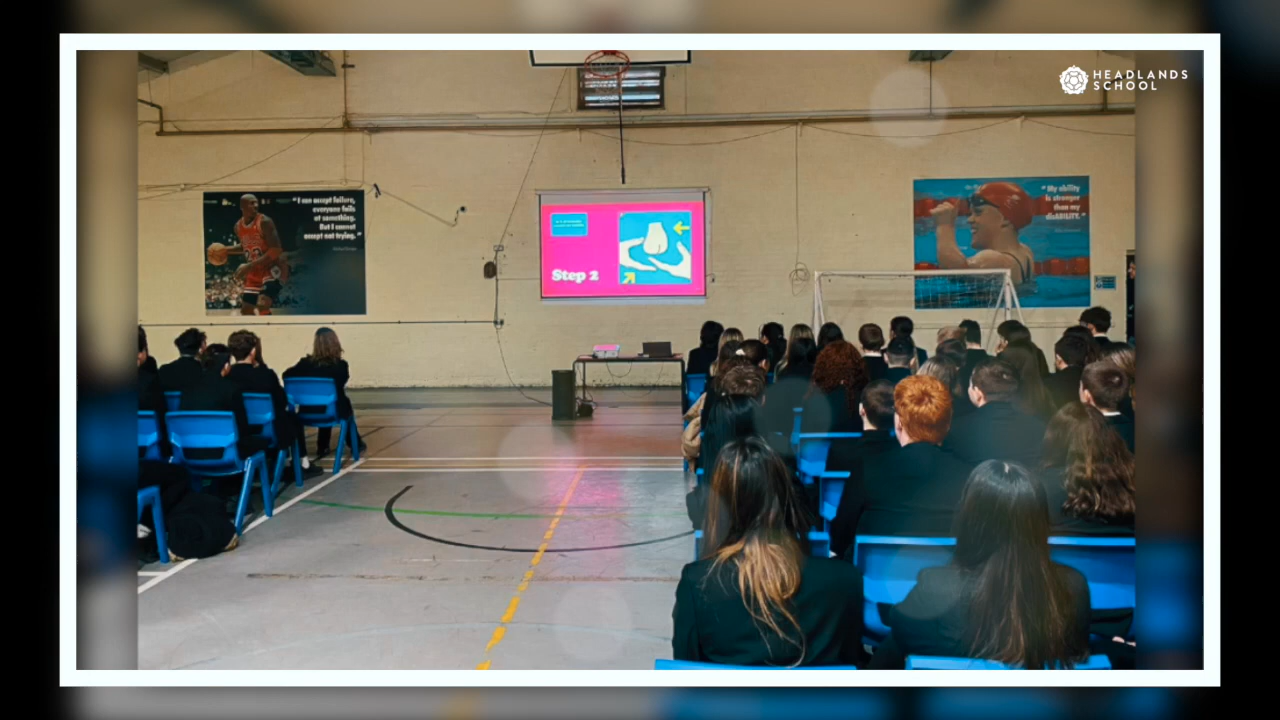 HEADLANDS
SCHOOL
"I can accept failure,
everyone fails
at something.
But I cannot
accept not trying."
Step 2
"My ability
is stronger
than my
disABILITY."